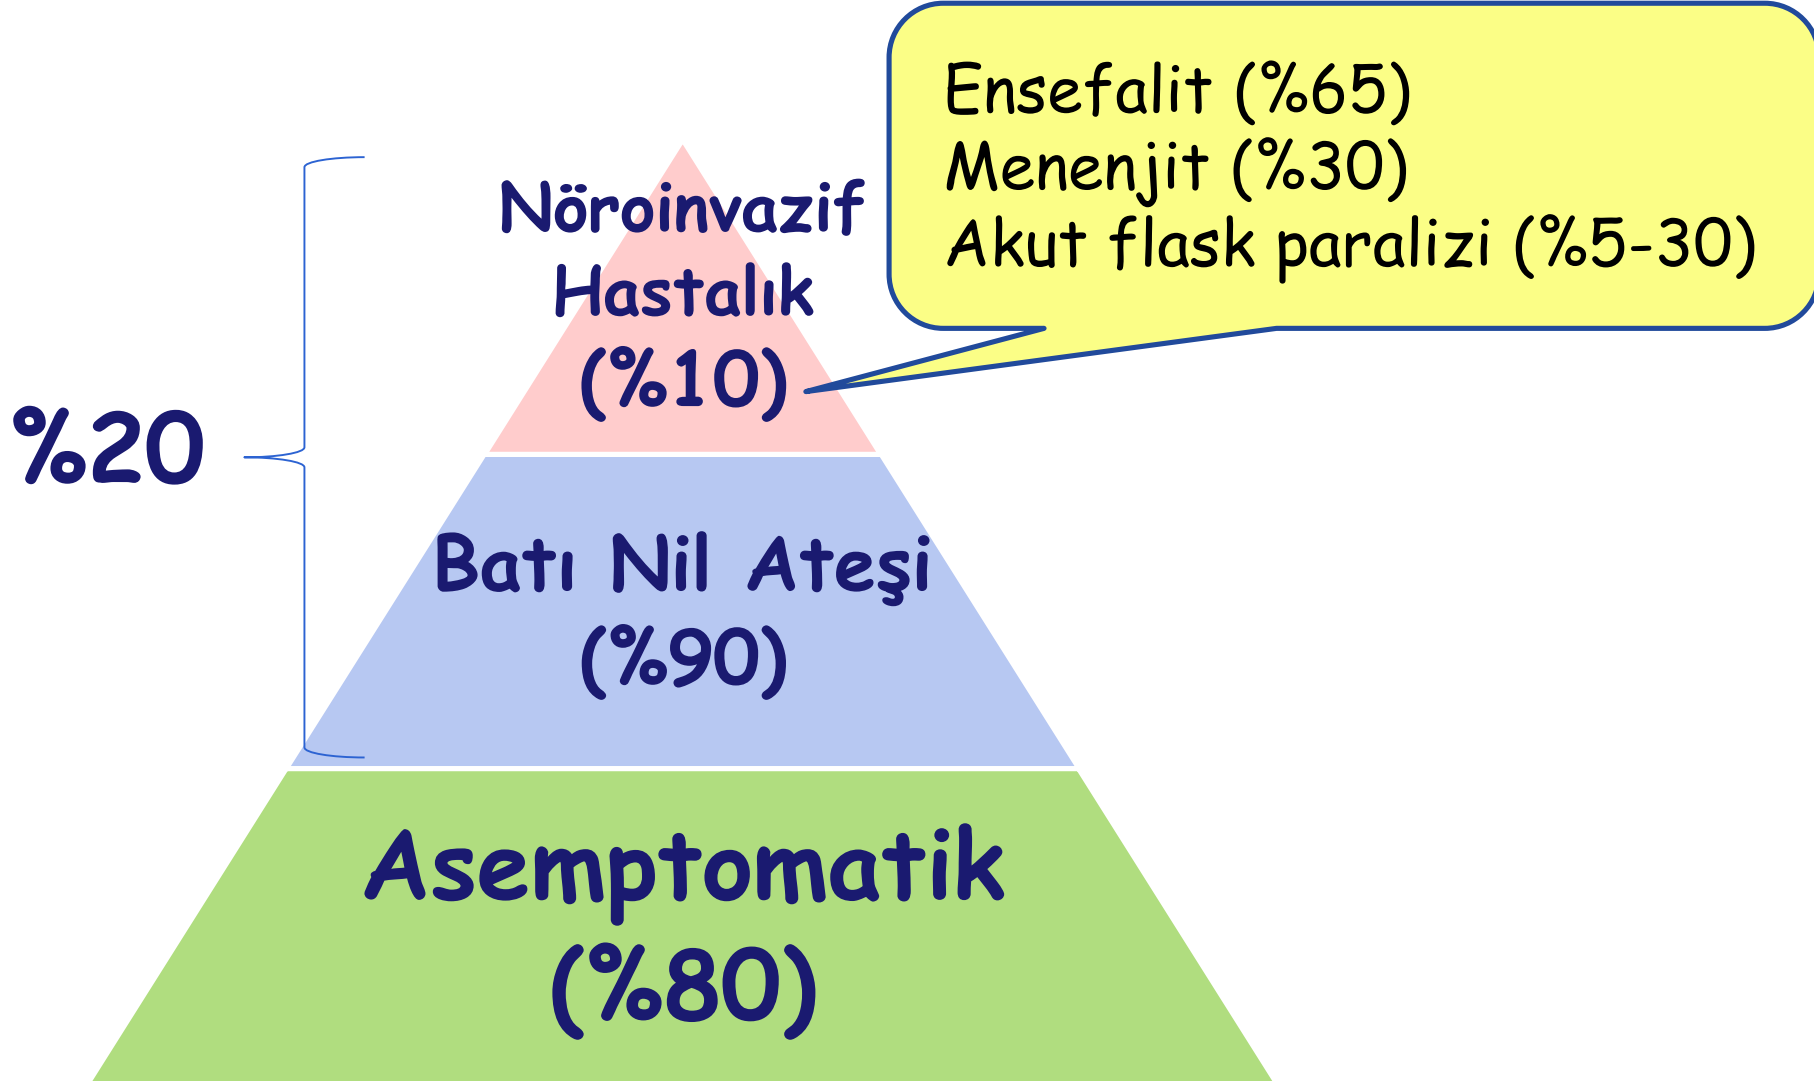 Ensefalit (%65)
Menenjit (%30)
Akut flask paralizi (%5-30)
Nöroinvazif
Hastalık
(%10)
%20
Batı Nil Ateşi
(%90)
Asemptomatik
(%80)